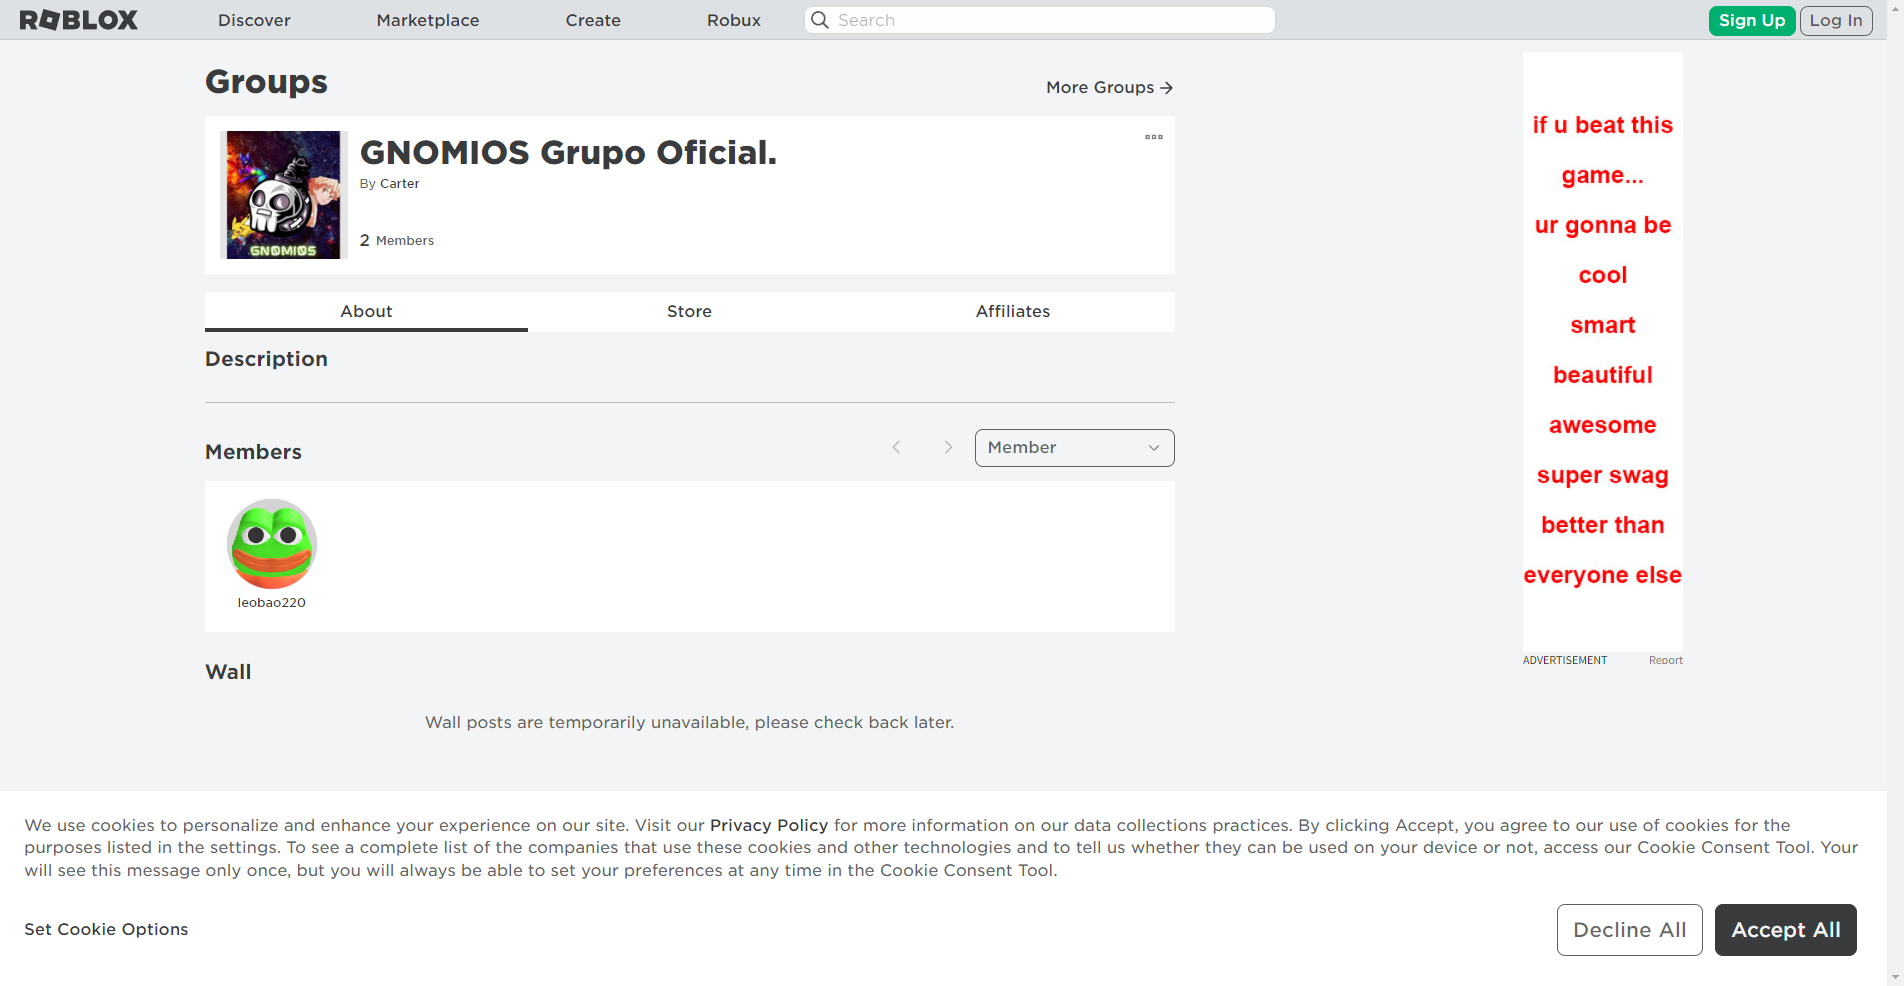 ROBLOX Discover Marketplace Create Robux Search Sign Up Log In
Groups
More Groups
GNOMIOS Grupo Oficial.
By Carter
2 Members
GNOMIOS
About Store Affiliates
Description
Members
Member
leobao220
Wall
Wall posts are temporarily unavailable, please check back later.
if u beat this
game...
ur gonna be
cool
smart
beautiful
awesome
super swag
better than
everyone else
ADVERTISEMENT Report
We use cookies to personalize and enhance your experience on our site. Visit our Privacy Policy for more information on our data collections practices. By clicking Accept, you agree to our use of cookies for the
purposes listed in the settings. To see a complete list of the companies that use these cookies and other technologies and to tell us whether they can be used on your device or not, access our Cookie Consent Tool. Your
will see this message only once, but you will always be able to set your preferences at any time in the Cookie Consent Tool.
Set Cookie Options
Decline All Accept All